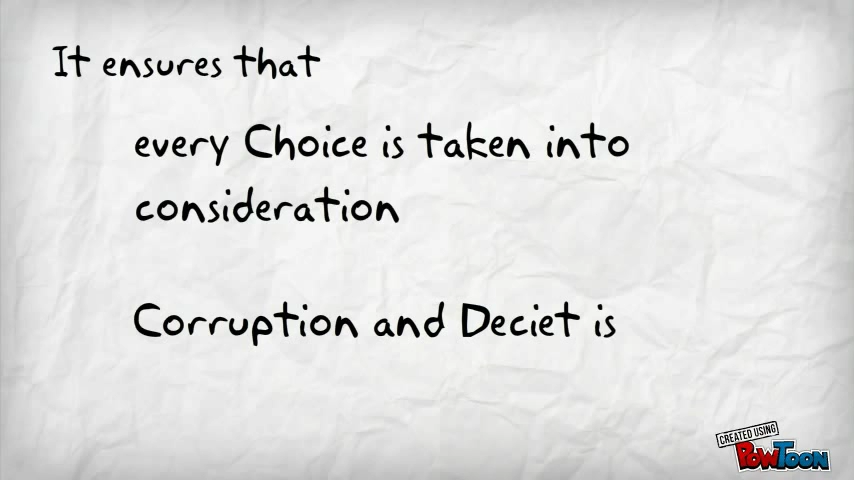 It ensures that
every Choice is taken into
consideration
Corruption and Deciet is
CREATED USING
POWTOON